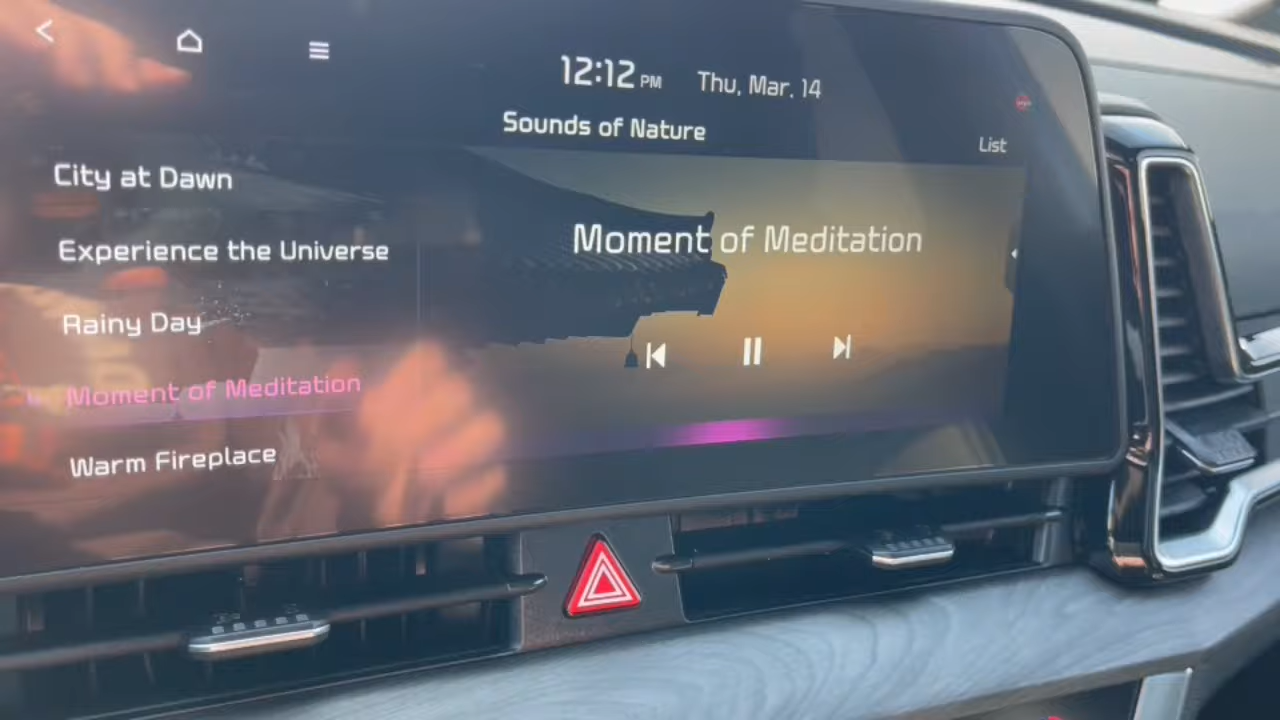 12:12 PM Thu, Mar. 14
Sounds of Nature
List
City at Dawn
Experience the Universe
Rainy Day
Moment of Meditation
Warm Fireplace
Moment of Meditation